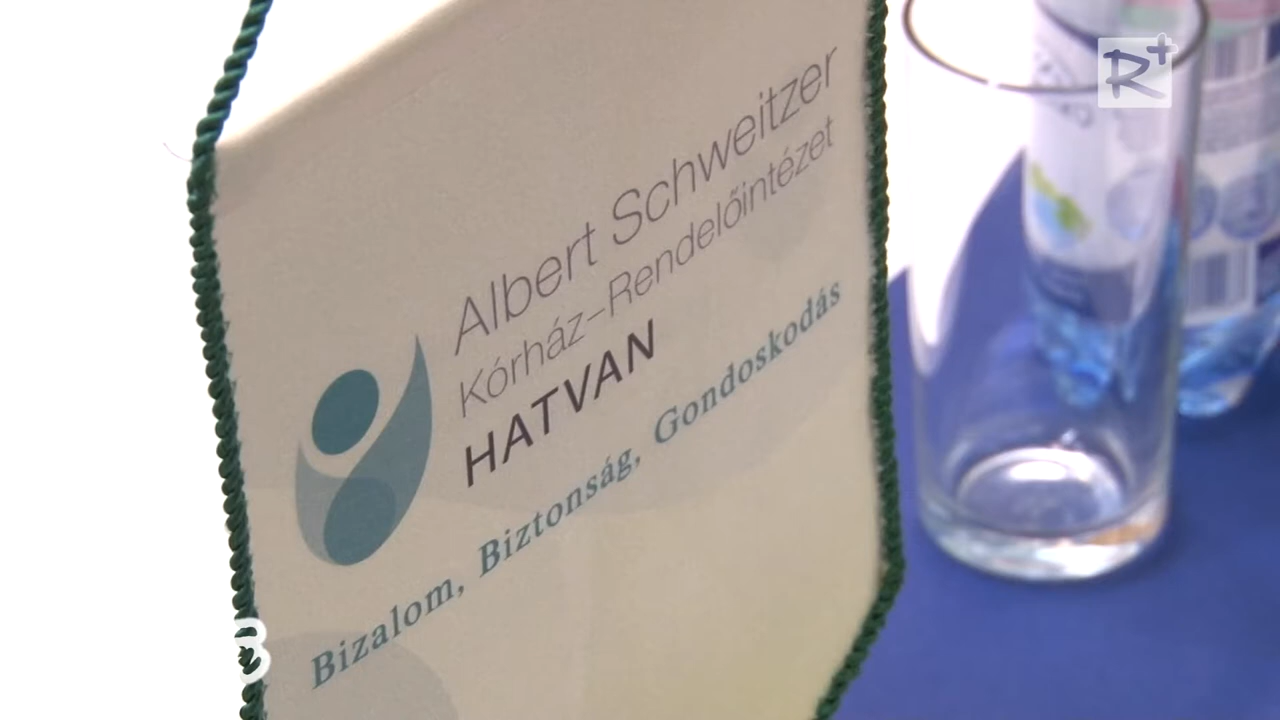 Albert Schweitzer
Kórház-Rendelőintézet
HATVAN
Bizalom, Biztonság, Gondoskodás
R+